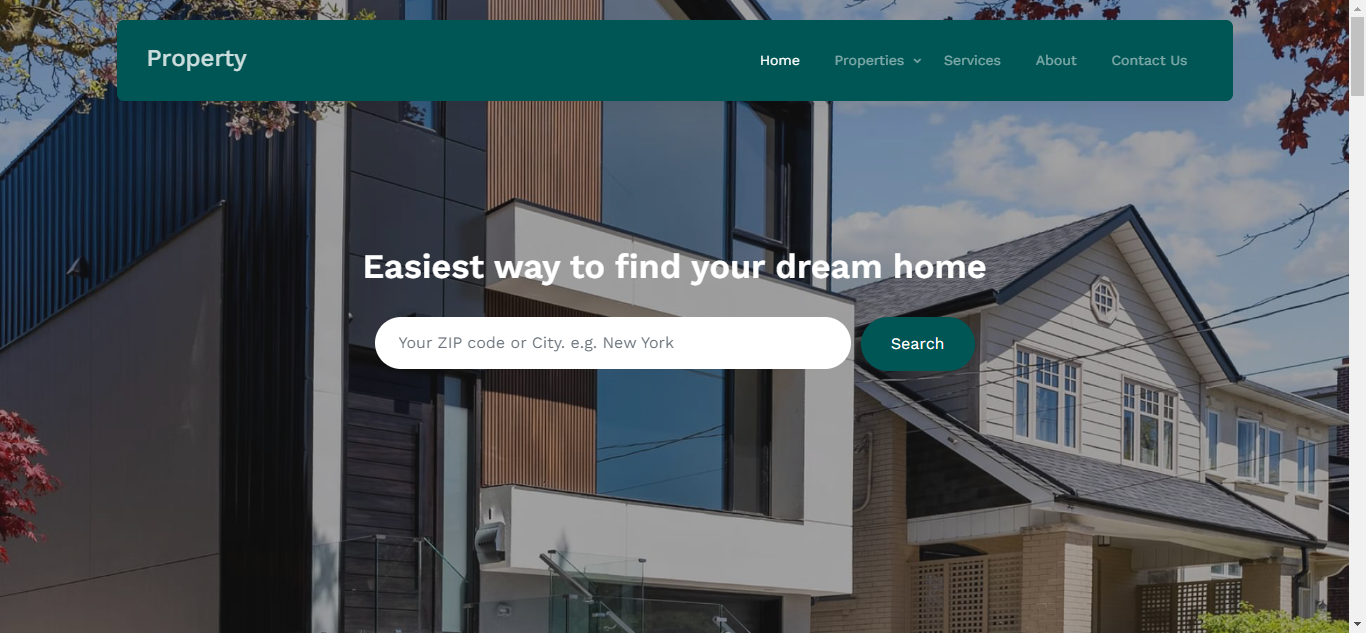 Property
Home Properties Services About Contact Us
Easiest way to find your dream home
Your ZIP code or City. e.g. New York
Search